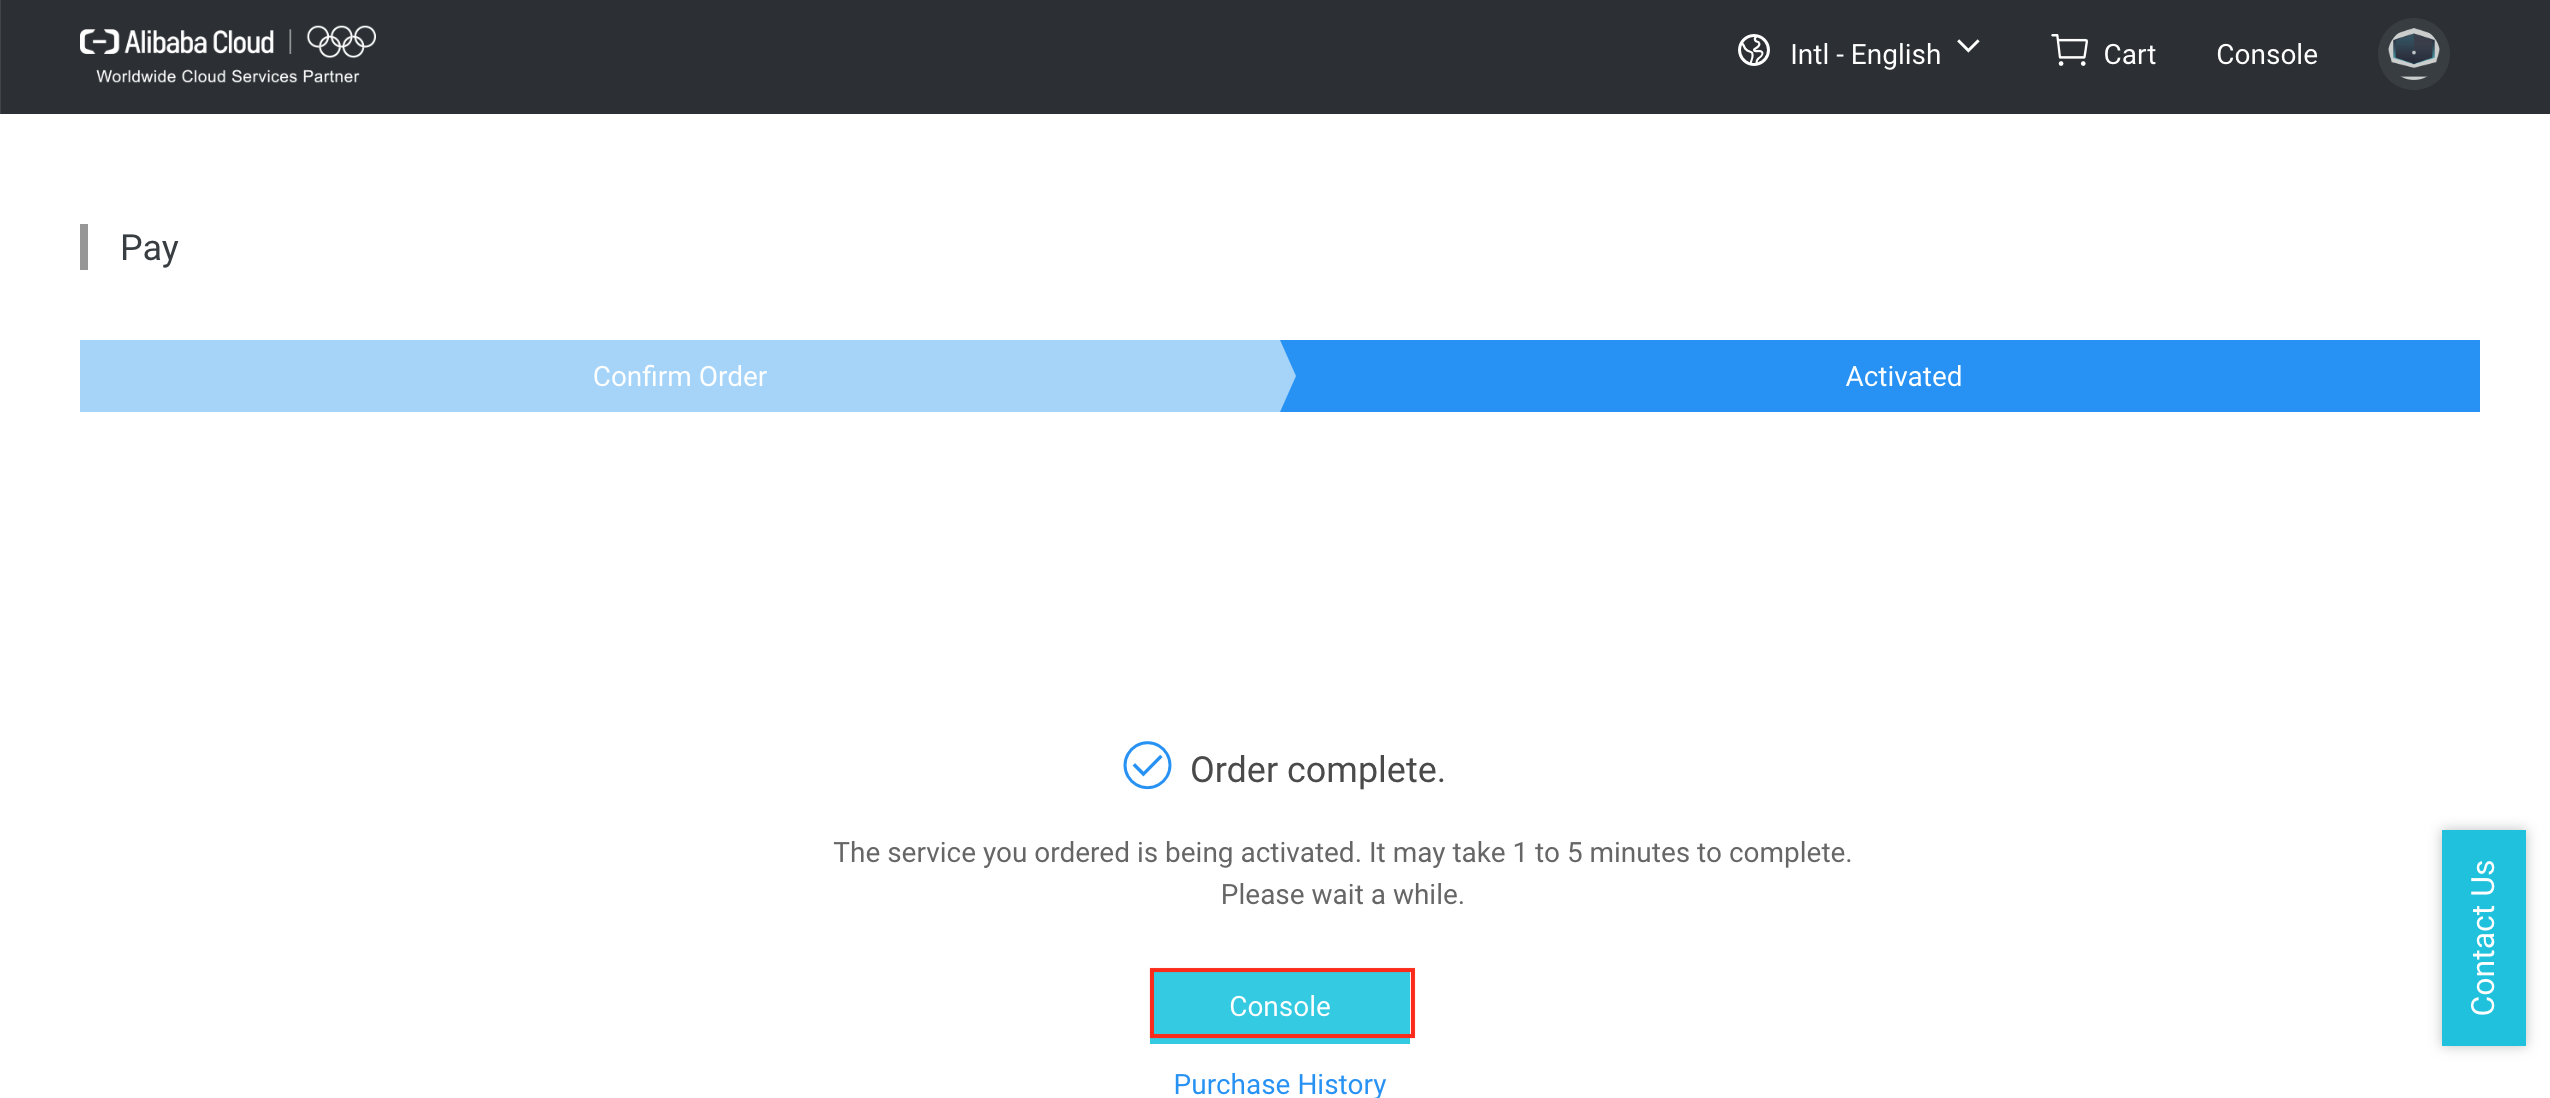 Alibaba Cloud
Worldwide Cloud Services Partner
Intl - English
Cart
Console
Pay
Confirm Order
Activated
Order complete.
The service you ordered is being activated. It may take 1 to 5 minutes to complete.
Please wait a while.
Console
Purchase History
Contact Us